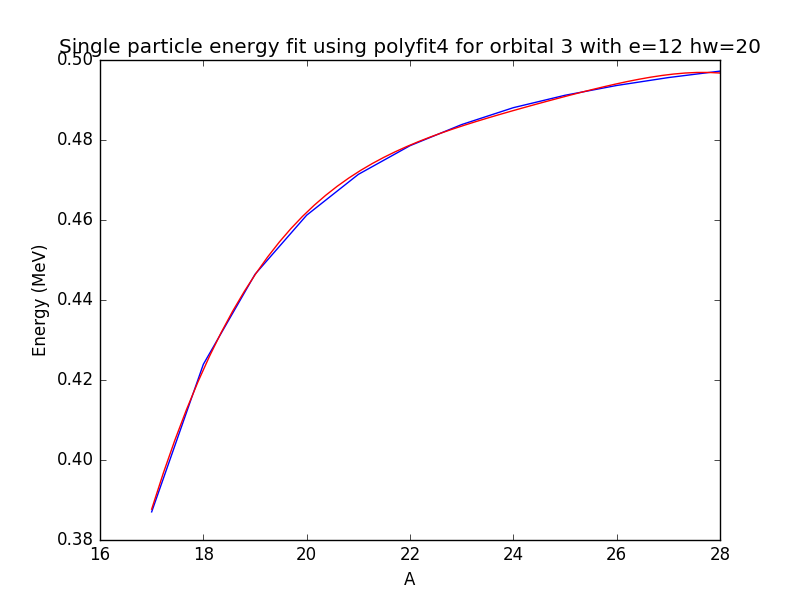 Single particle energy fit using polyfit4 for orbital 3 with e=12 hw=20
0.50
0.48
0.46
0.44
0.42
0.40
0.38
Energy (MeV)
16 18 20 22 24 26 28
A